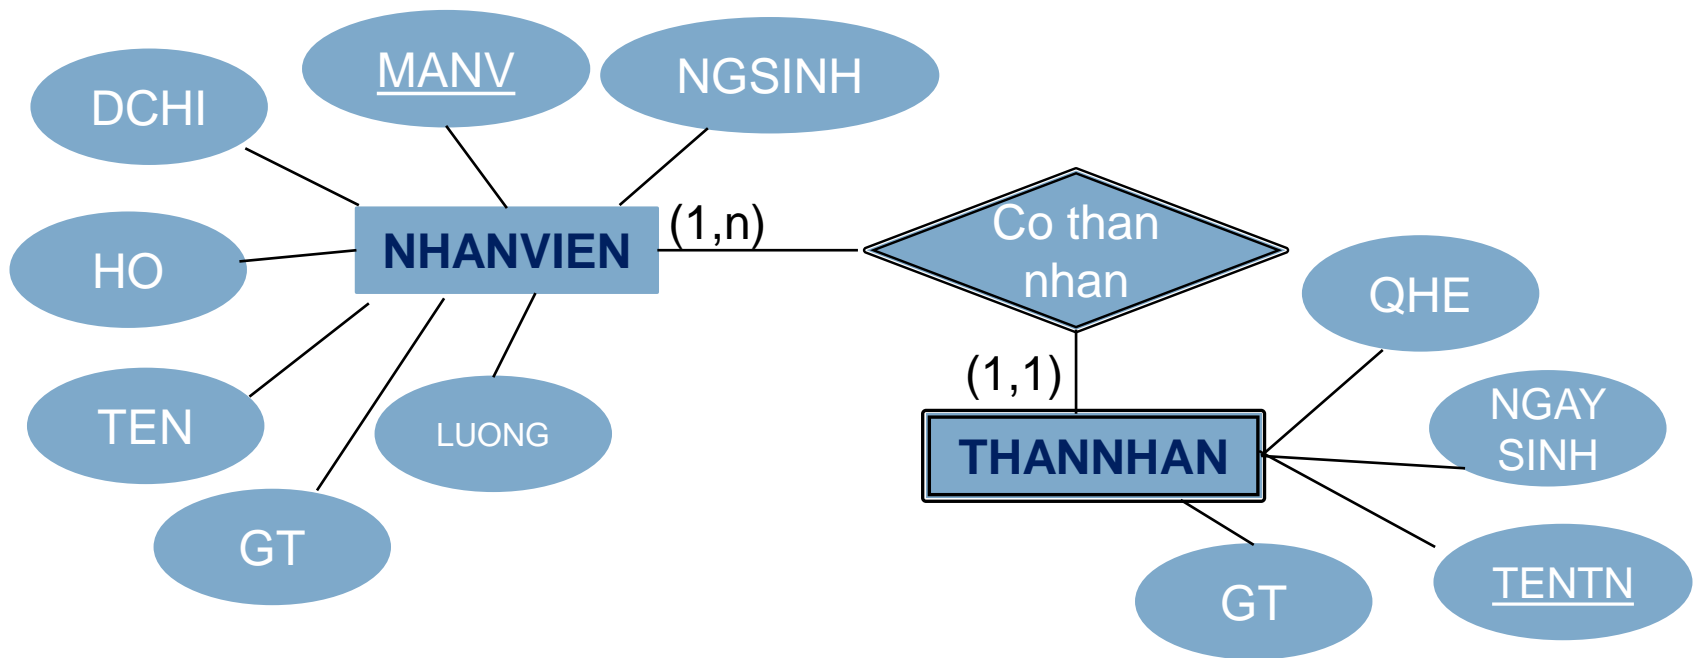 MANV
NGSINH
DCHI
NHANVIEN
(1,n)
Co than
nhan
HO
QHE
(1,1)
TEN
LUONG
NGAY
SINH
THANNHAN
GT
TENTN
GT